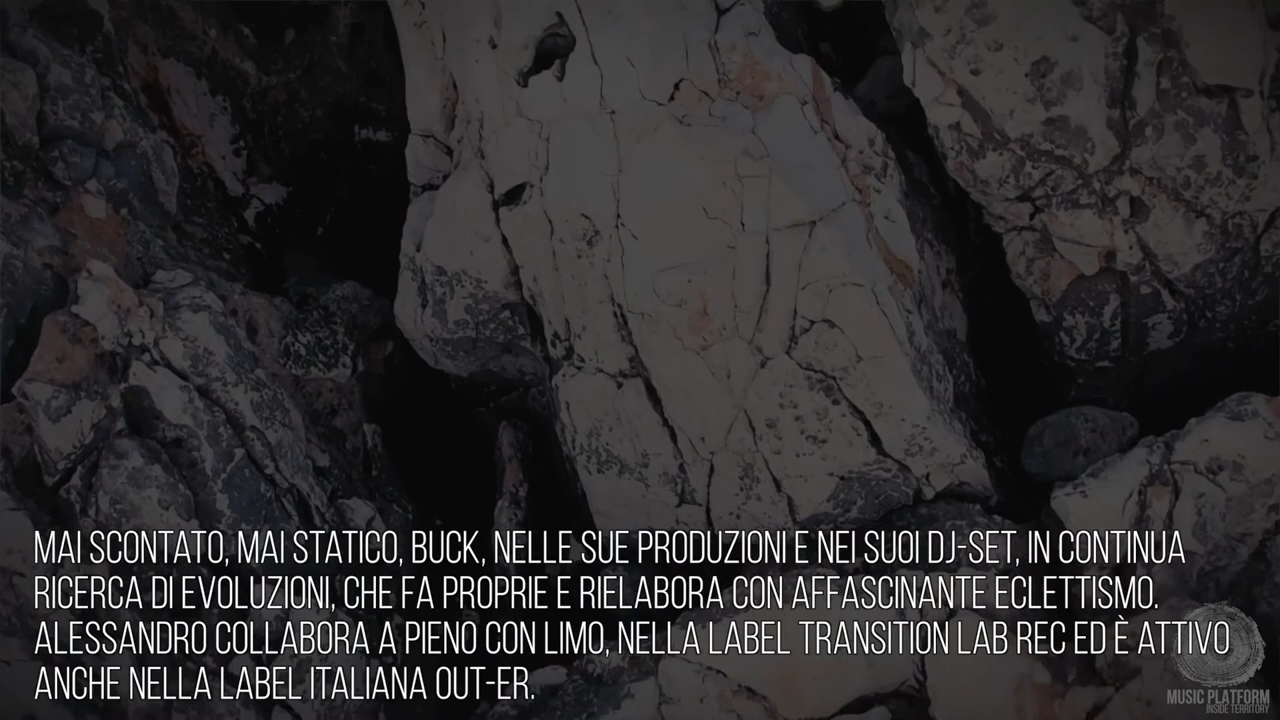 MAI SCONTATO, MAI STATICO, BUCK, NELLE SUE PRODUZIONI E NEI SUOI DJ-SET, IN CONTINUA
RICERCA DI EVOLUZIONI, CHE FA PROPRIE E RIELABORA CON AFFASCINANTE ECLETTISMO.
ALESSANDRO COLLABORA A PIENO CON LIMO, NELLA LABEL TRANSITION LAB REC ED È ATTIVO
ANCHE NELLA LABEL ITALIANA OUT-ER.
MUSIC PLATFORM
INSIDE TERRITORY